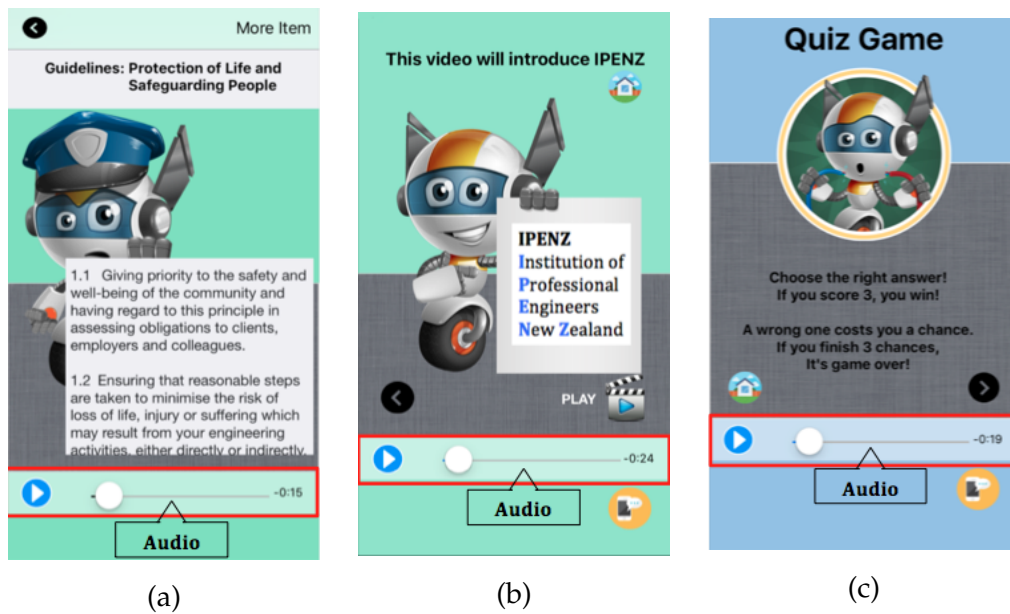 More Item
Guidelines: Protection of Life and
Safeguarding People
1.1 Giving priority to the safety and
well-being of the community and
having regard to this principle in
assessing obligations to clients,
employers and colleagues.
1.2 Ensuring that reasonable steps
are taken to minimise the risk of
loss of life, injury or suffering which
may result from your engineering
activities, either directly or indirectly.
-0:15
Audio
(a)
This video will introduce IPENZ
IPENZ
Institution of
Professional
Engineers
New Zealand
PLAY
-0:24
Audio
(b)
Quiz Game
Choose the right answer!
If you score 3, you win!
A wrong one costs you a chance.
If you finish 3 chances,
It's game over!
-0:19
Audio
(c)